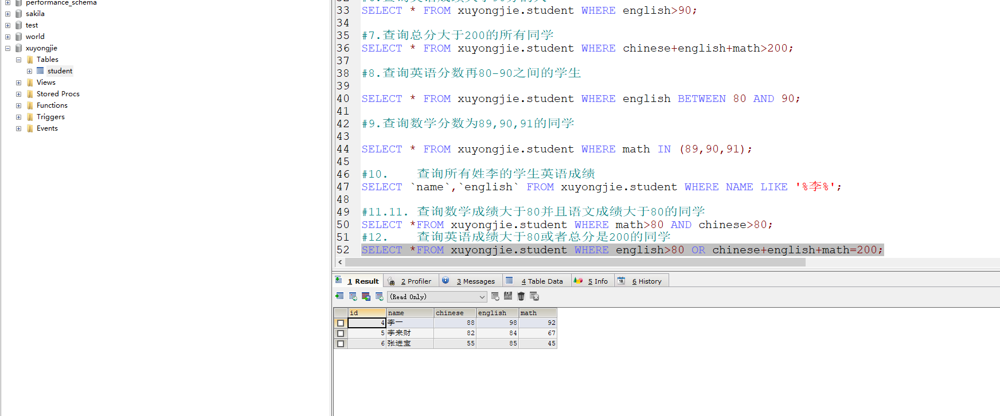 performance_schema
sakila
test
world
xuyongjie
Tables
student
Views
Stored Procs
Functions
Triggers
Events
33 SELECT * FROM xuyongjie.student WHERE english>90;
34
35 #7.查询总分大于200的所有同学
36 SELECT * FROM xuyongjie.student WHERE chinese+english+math>200;
37
38 #8.查询英语分数再80-90之间的学生
39
40 SELECT * FROM xuyongjie.student WHERE english BETWEEN 80 AND 90;
41
42 #9.查询数学分数为89,90,91的同学
43
44 SELECT * FROM xuyongjie.student WHERE math IN (89,90,91);
45
46 #10.    查询所有姓李的学生英语成绩
47 SELECT `name`,`english` FROM xuyongjie.student WHERE NAME LIKE '%李%';
48
49 #11.11. 查询数学成绩大于80并且语文成绩大于80的同学
50 SELECT *FROM xuyongjie.student WHERE math>80 AND chinese>80;
51 #12.    查询英语成绩大于80或者总分是200的同学
52 SELECT *FROM xuyongjie.student WHERE english>80 OR chinese+english+math=200;
1 Result 2 Profiler 3 Messages 4 Table Data 5 Info 6 History
(Read Only)
id name chinese english math
4 李一 88 98 92
5 李来财 82 84 67
6 张进宝 55 85 45